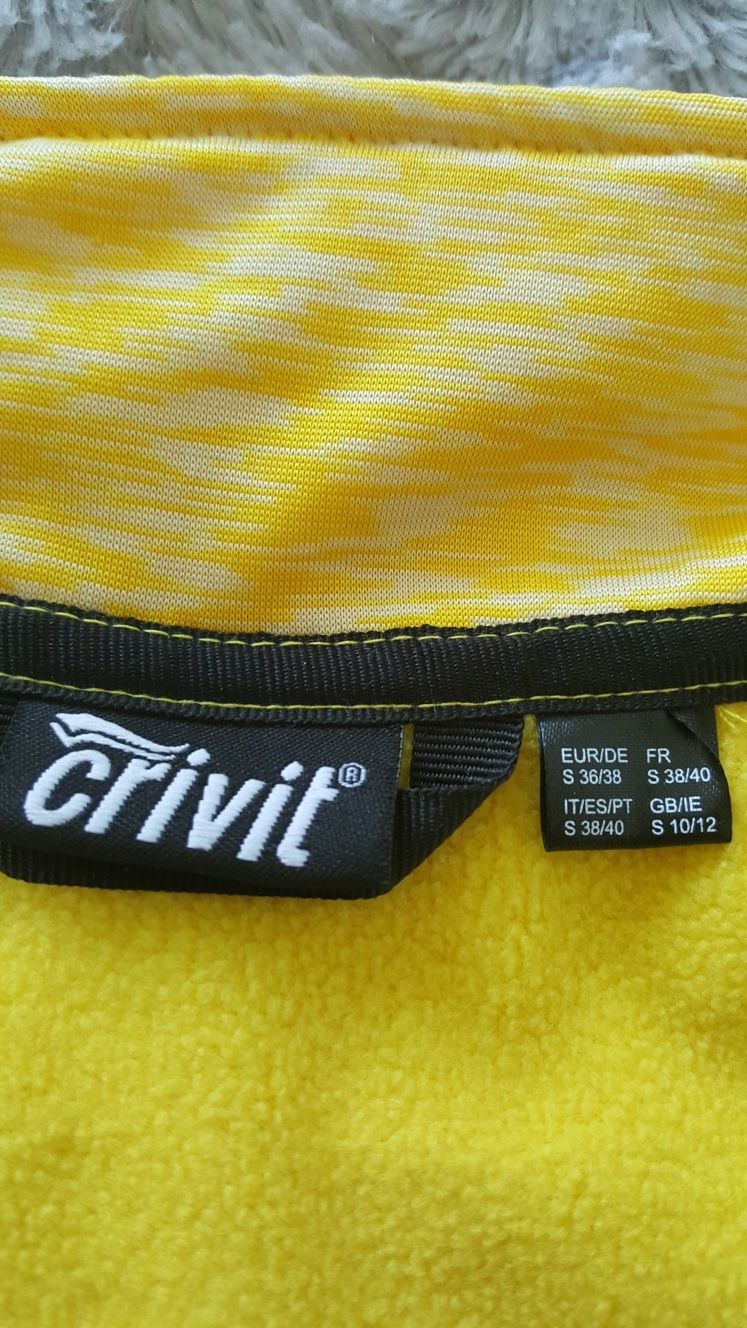 crivit®
EUR/DE FR
S 36/38 S 38/40
IT/ES/PT GB/IE
S 38/40 S 10/12